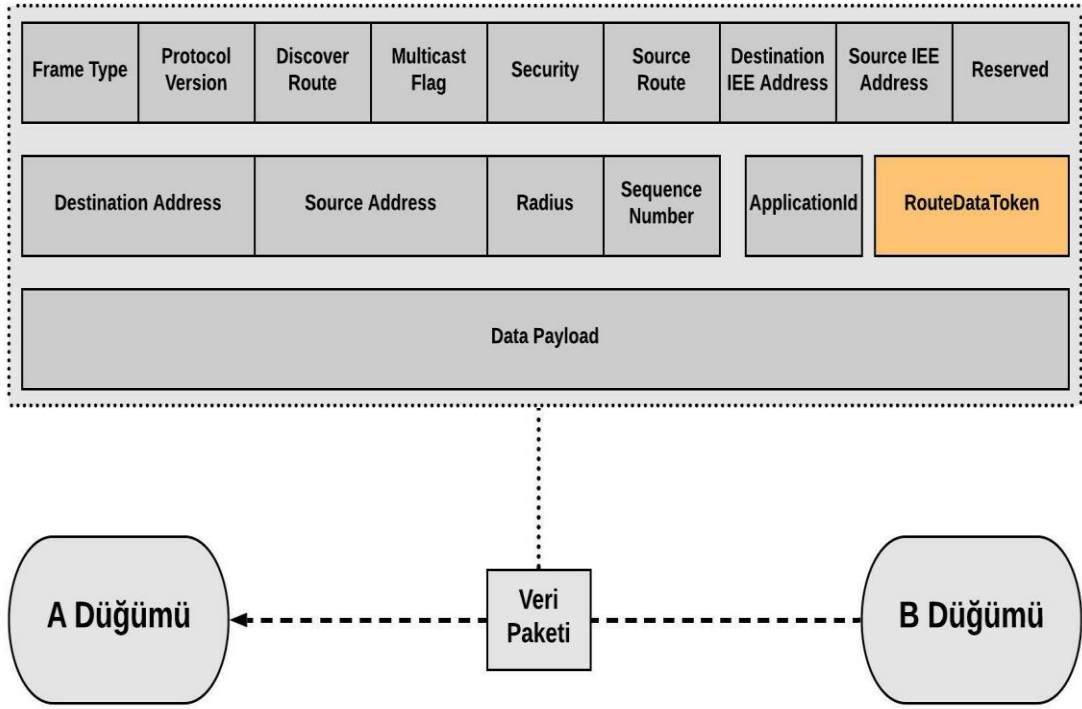 Frame Type
Protocol
Version
Discover
Route
Multicast
Flag
Security
Source
Route
Destination
IEE Address
Source IEE
Address
Reserved
Destination Address
Source Address
Radius
Sequence
Number
ApplicationId
RouteDataToken
Data Payload
A Düğümü
Veri
Paketi
B Düğümü